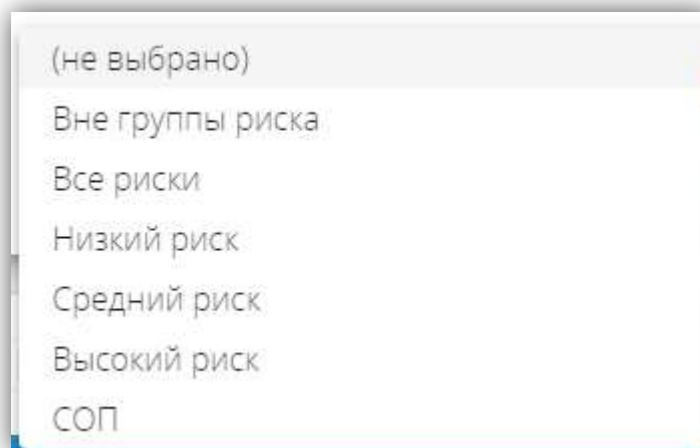 (не выбрано)
Вне группы риска
Все риски
Низкий риск
Средний риск
Высокий риск
СОП